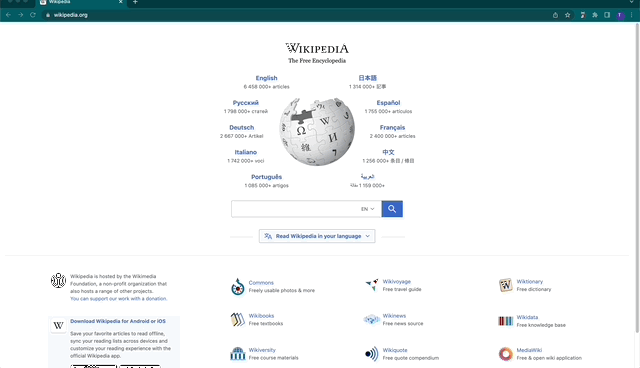 Wikipedia
wikipedia.org
WIKIPEDIA
The Free Encyclopedia
English
6 458 000+ articles
日本語
1 314 000+ 記事
Русский
1 798 000+ статей
Español
1 755 000+ artículos
Deutsch
2 667 000+ Artikel
Français
2 400 000+ articles
Italiano
1 742 000+ voci
中文
1 256 000+ 条目 / 條目
Português
1 085 000+ artigos
العربية
1 159 000+ مقالة
Ω W И 維
EN
Read Wikipedia in your language
Wikipedia is hosted by the Wikimedia
Foundation, a non-profit organization that
also hosts a range of other projects.
You can support our work with a donation.
W
Download Wikipedia for Android or iOS
Save your favorite articles to read offline,
sync your reading lists across devices and
customize your reading experience with the
official Wikipedia app.
Commons
Freely usable photos & more
Wikivoyage
Free travel guide
Wiktionary
Free dictionary
Wikibooks
Free textbooks
Wikinews
Free news source
Wikidata
Free knowledge base
Wikiversity
Free course materials
Wikiquote
Free quote compendium
MediaWiki
Free & open wiki application